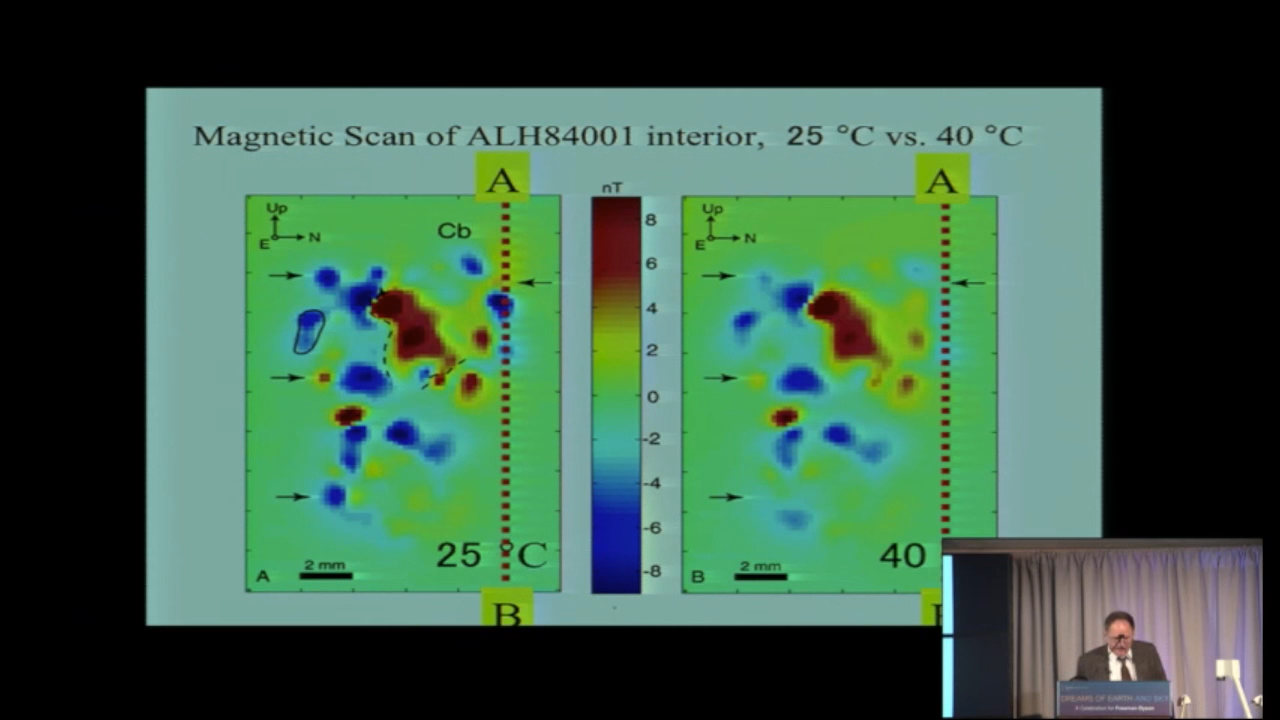 Magnetic Scan of ALH84001 interior, 25 °C vs. 40 °C
A
A
nT
Up
E N
Cb
8
6
4
2
0
-2
-4
-6
-8
Up
E N
25 °C
2 mm
A
40
2 mm
B
B
DREAMS OF EARTH AND SKY
A Celebration for Freeman Dyson